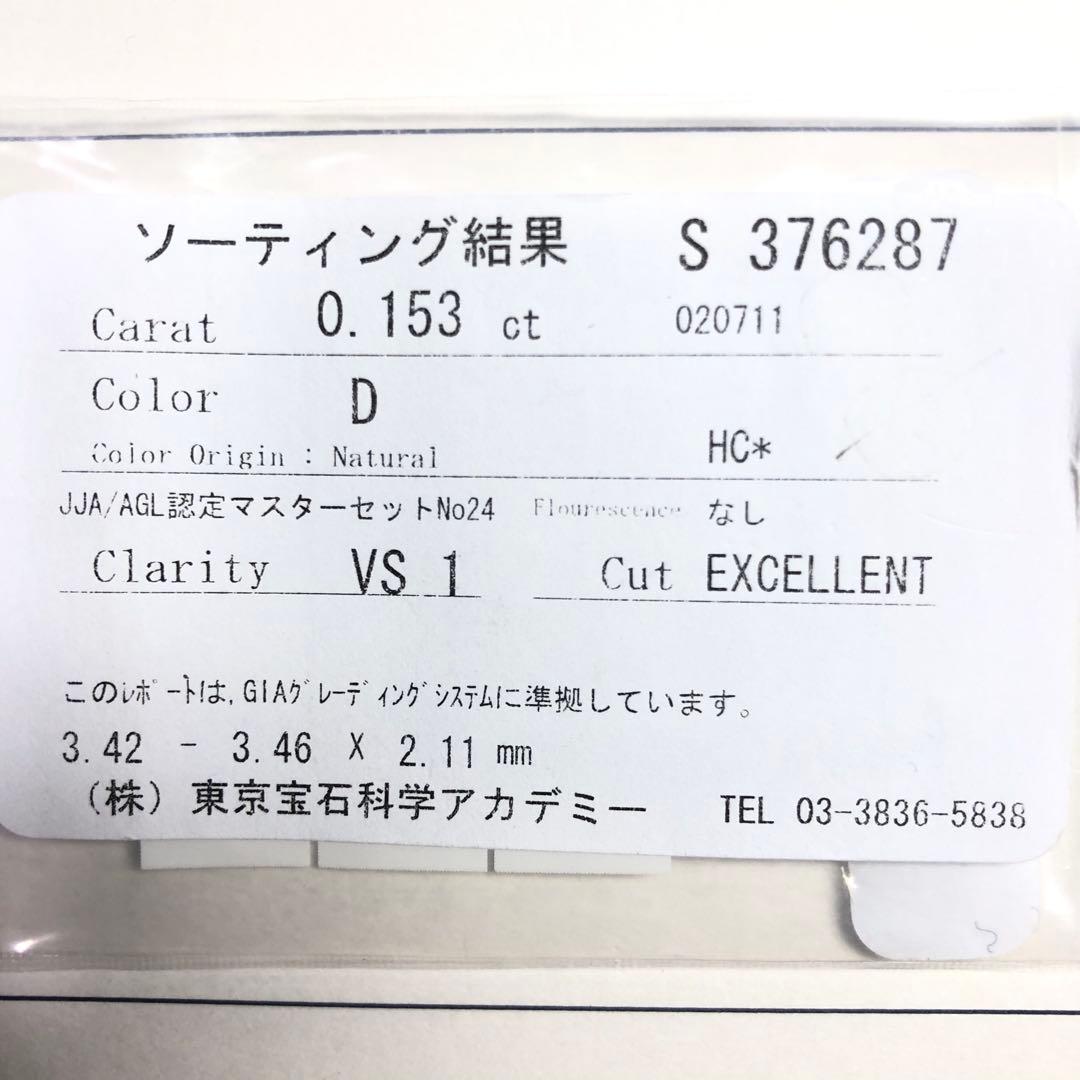 ソーティング結果 S 376287
Carat 0.153 ct 020711
Color D
Color Origin : Natural HC*
JJA/AGL認定マスターセットNo24 Flourescence なし
Clarity VS 1 Cut EXCELLENT
このﾚﾎﾟｰﾄは,GIAｸﾞﾚｰﾃﾞｨﾝｸﾞｼｽﾃﾑに準拠しています。
3.42 - 3.46 X 2.11 mm
(株) 東京宝石科学アカデミー TEL 03-3836-5838